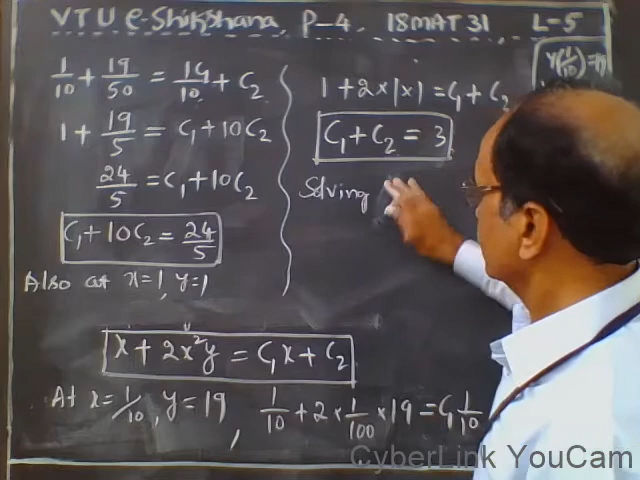 VTU e-Shikshana P-4. 18MAT31 L-5
y(1/10)=19
1/10 + 19/50 = C₁/10 + C₂
1 + 19/5 = C₁ + 10C₂
24/5 = C₁ + 10C₂
C₁ + 10C₂ = 24/5
Also at x=1, y=1
1 + 2×1×1 = C₁ + C₂
C₁ + C₂ = 3
Solving
x + 2x²y = C₁x + C₂
At x = 1/10, y = 19, 1/10 + 2 × 1/100 × 19 = C₁ 1/10
CyberLink YouCam